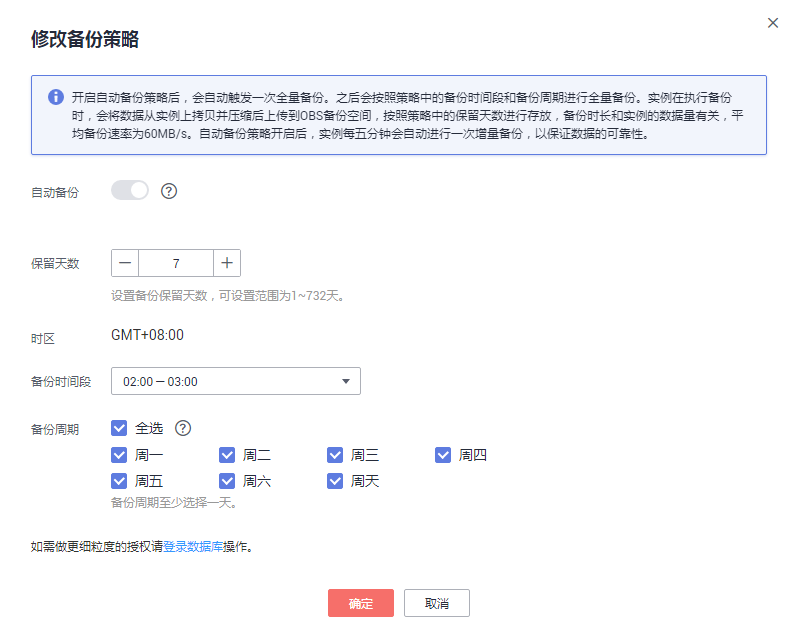 修改备份策略
开启自动备份策略后，会自动触发一次全量备份。之后会按照策略中的备份时间段和备份周期进行全量备份。实例在执行备份
时，会将数据从实例上拷贝并压缩后上传到OBS备份空间，按照策略中的保留天数进行存放，备份时长和实例的数据量有关，平
均备份速率为60MB/s。自动备份策略开启后，实例每五分钟会自动进行一次增量备份，以保证数据的可靠性。
自动备份
保留天数 7
设置备份保留天数，可设置范围为1~732天。
时区 GMT+08:00
备份时间段 02:00 — 03:00
备份周期 全选
周一 周二 周三 周四
周五 周六 周天
备份周期至少选择一天。
如需做更细粒度的授权请登录数据库操作。
确定 取消